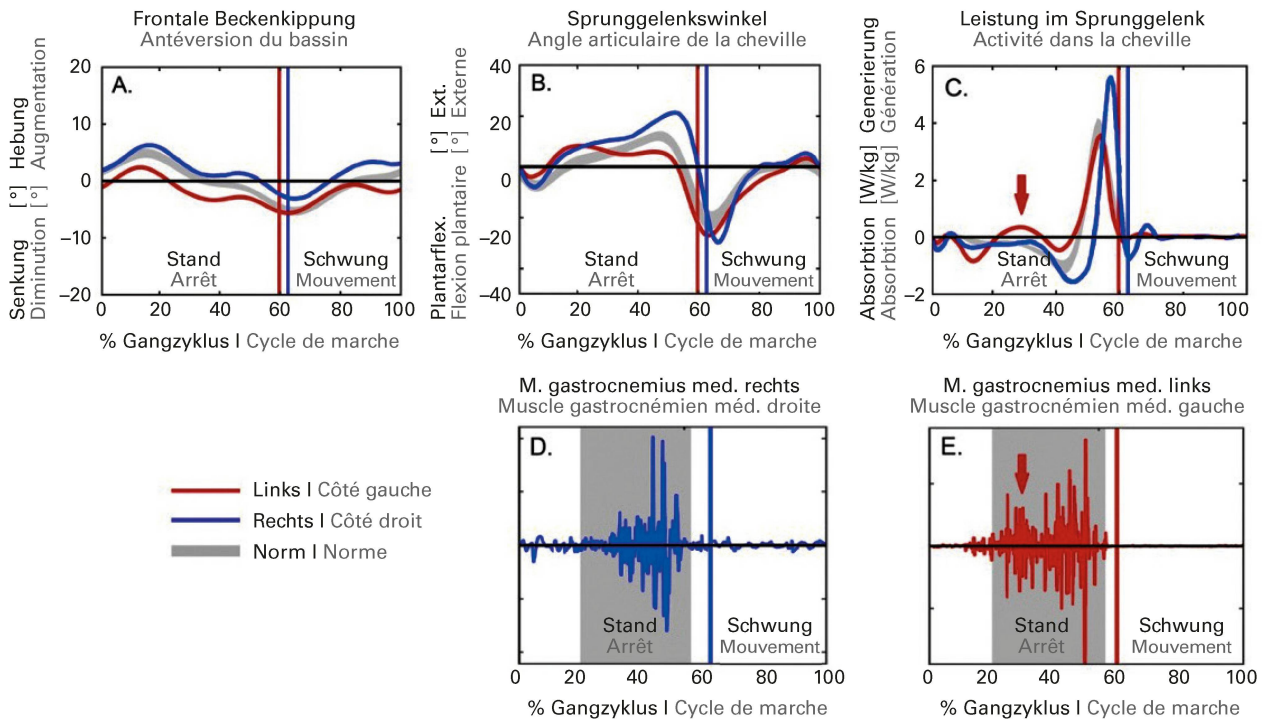 Frontale Beckenkippung
Antéversion du bassin
Senkung [°] Hebung
Diminution [°] Augmentation
20
10
0
−10
−20
A.
Stand
Arrêt
Schwung
Mouvement
0 20 40 60 80 100
% Gangzyklus I Cycle de marche
Sprunggelenkswinkel
Angle articulaire de la cheville
Plantarflex. [°] Ext.
Flexion plantaire [°] Externe
40
20
0
−20
−40
B.
Stand
Arrêt
Schwung
Mouvement
0 20 40 60 80 100
% Gangzyklus I Cycle de marche
Leistung im Sprunggelenk
Activité dans la cheville
Absorbtion [W/kg] Generierung
Absorbtion [W/kg] Génération
6
4
2
0
−2
C.
Stand
Arrêt
Schwung
Mouvement
0 20 40 60 80 100
% Gangzyklus I Cycle de marche
Links I Côté gauche
Rechts I Côté droit
Norm I Norme
M. gastrocnemius med. rechts
Muscle gastrocnémien méd. droite
D.
Stand
Arrêt
Schwung
Mouvement
0 20 40 60 80 100
% Gangzyklus I Cycle de marche
M. gastrocnemius med. links
Muscle gastrocnémien méd. gauche
E.
Stand
Arrêt
Schwung
Mouvement
0 20 40 60 80 100
% Gangzyklus I Cycle de marche